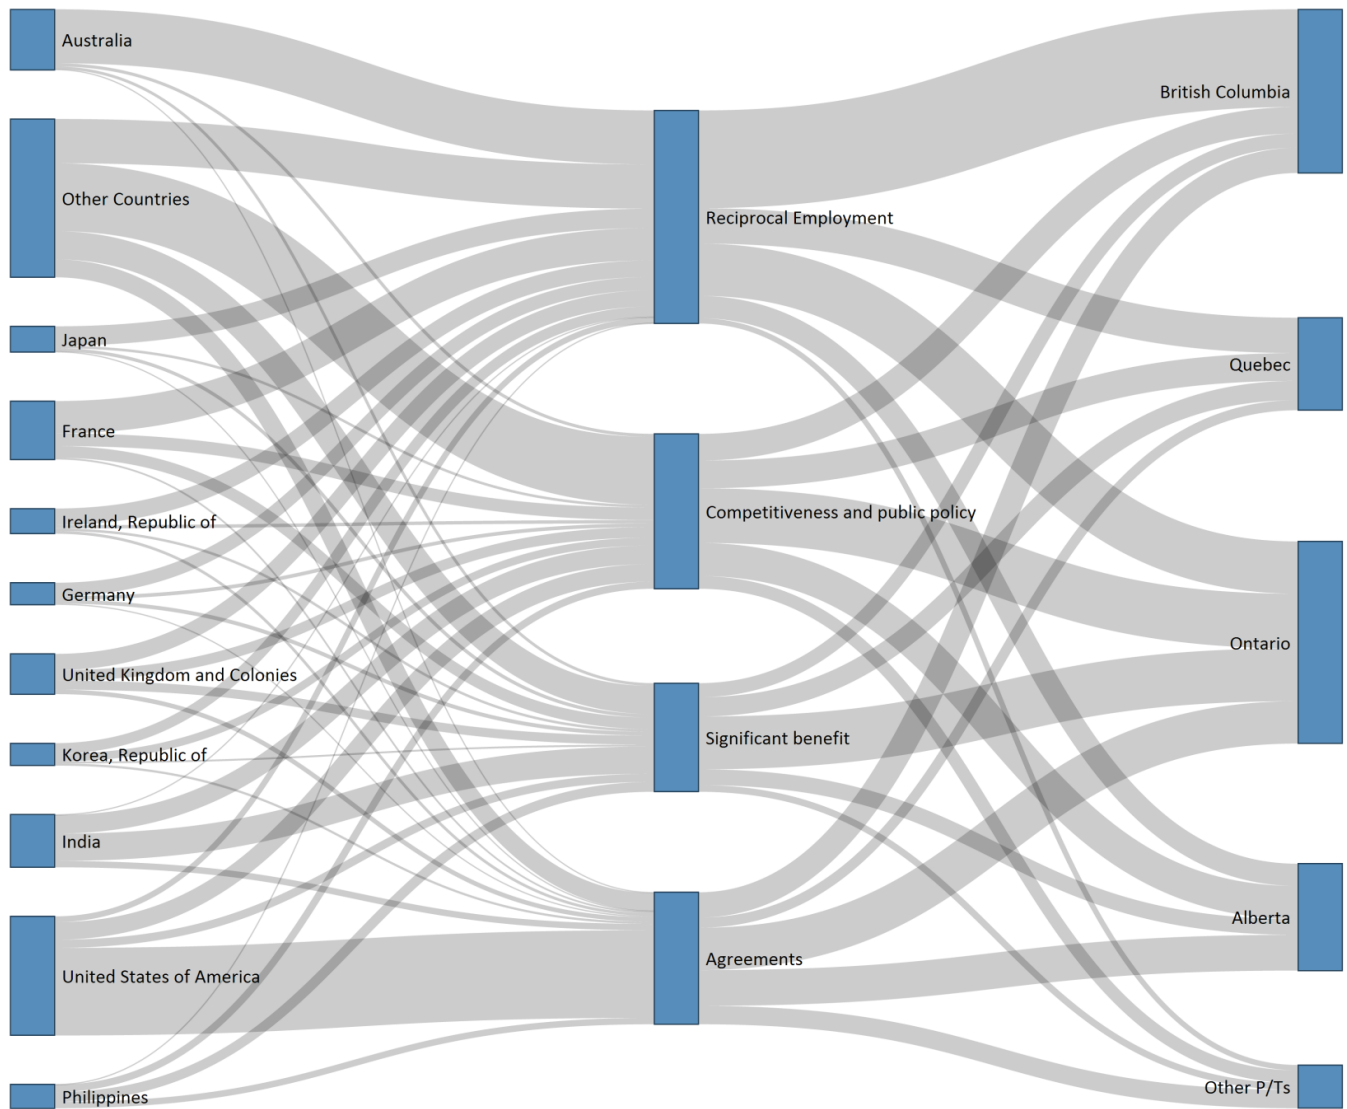 Australia
Other Countries
Japan
France
Ireland, Republic of
Germany
United Kingdom and Colonies
Korea, Republic of
India
United States of America
Philippines
Reciprocal Employment
Competitiveness and public policy
Significant benefit
Agreements
British Columbia
Quebec
Ontario
Alberta
Other P/Ts